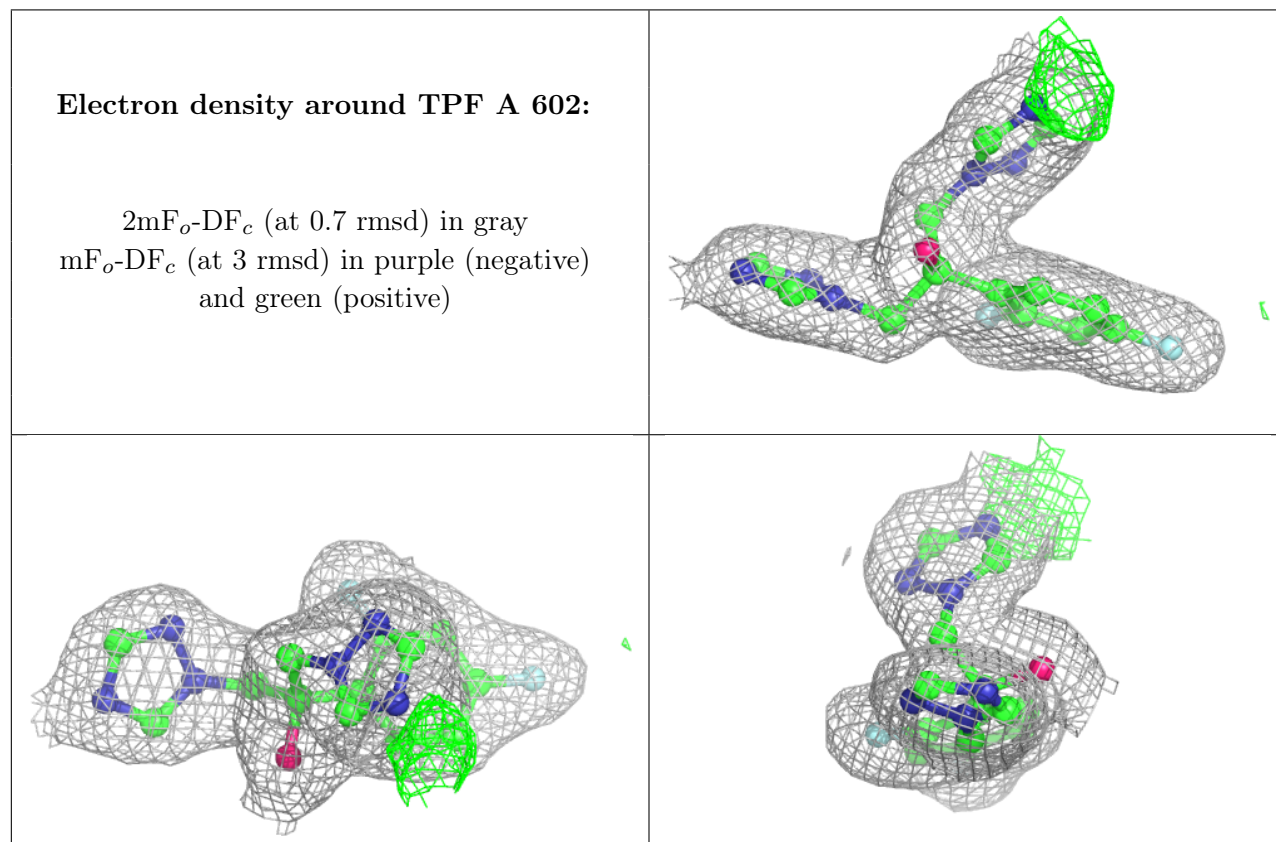 Electron density around TPF A 602:
2mFo-DFc (at 0.7 rmsd) in gray
mFo-DFc (at 3 rmsd) in purple (negative)
and green (positive)